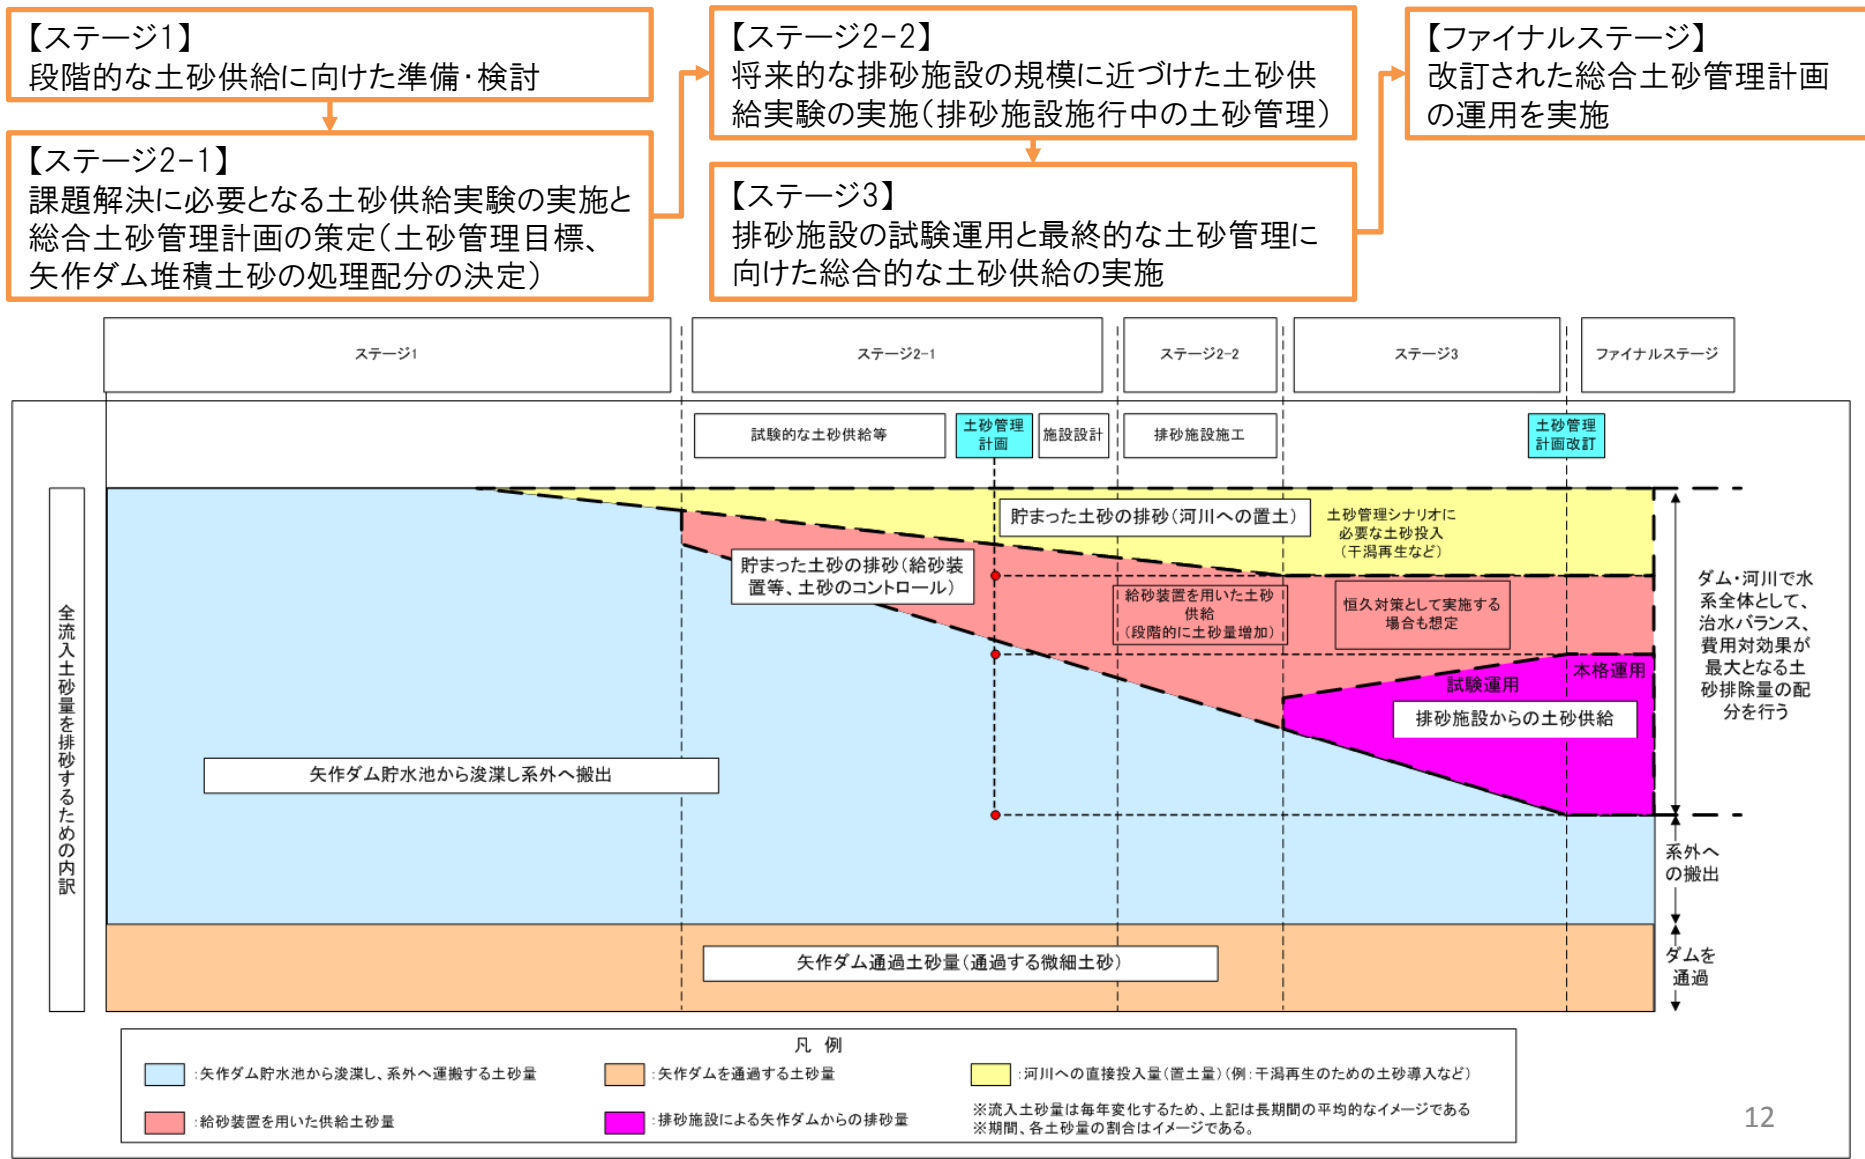 【ステージ1】
段階的な土砂供給に向けた準備・検討
【ステージ2-1】
課題解決に必要となる土砂供給実験の実施と
総合土砂管理計画の策定(土砂管理目標、
矢作ダム堆積土砂の処理配分の決定)
【ステージ2-2】
将来的な排砂施設の規模に近づけた土砂供
給実験の実施(排砂施設施行中の土砂管理)
【ステージ3】
排砂施設の試験運用と最終的な土砂管理に
向けた総合的な土砂供給の実施
【ファイナルステージ】
改訂された総合土砂管理計画
の運用を実施
ステージ1
ステージ2-1
ステージ2-2
ステージ3
ファイナルステージ
試験的な土砂供給等
土砂管理
計画
施設設計
排砂施設施工
土砂管理
計画改訂
全流入土砂量を排砂するための内訳
貯まった土砂の排砂(河川への置土)
土砂管理シナリオに
必要な土砂投入
(干潟再生など)
貯まった土砂の排砂(給砂装
置等、土砂のコントロール)
給砂装置を用いた土砂
供給
(段階的に土砂量増加)
恒久対策として実施する
場合も想定
試験運用
本格運用
排砂施設からの土砂供給
矢作ダム貯水池から浚渫し系外へ搬出
矢作ダム通過土砂量(通過する微細土砂)
ダム・河川で水
系全体として、
治水バランス、
費用対効果が
最大となる土
砂排除量の配
分を行う
系外へ
の搬出
ダムを
通過
凡 例
:矢作ダム貯水池から浚渫し、系外へ運搬する土砂量
:矢作ダムを通過する土砂量
:河川への直接投入量(置土量)(例:干潟再生のための土砂導入など)
:給砂装置を用いた供給土砂量
:排砂施設による矢作ダムからの排砂量
※流入土砂量は毎年変化するため、上記は長期間の平均的なイメージである
※期間、各土砂量の割合はイメージである。
12